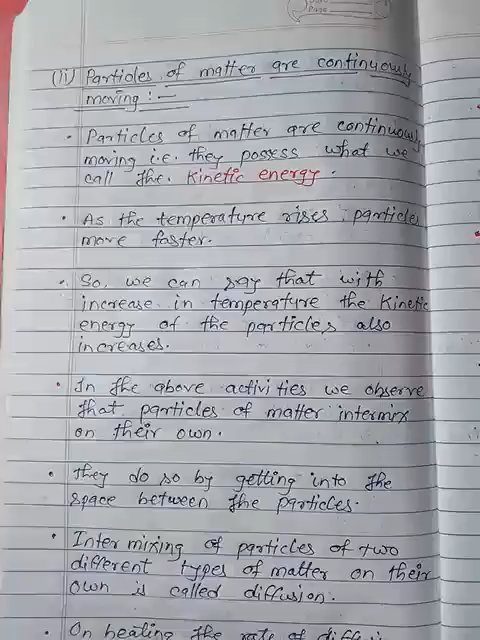 Page
(ii) Particles of matter are continuously
moving :-
• Particles of matter are continuously
moving i.e. they possess what we
call the. Kinetic energy.
• As the temperature rises, particles
move faster.
• So, we can say that with
increase in temperature the Kinetic
energy of the particles also
increases.
• In the above activities we observe
that particles of matter intermix
on their own.
• They do so by getting into the
space between the particles.
• Inter mixing of particles of two
different types of matter on their
own is called diffusion.
• On heating the rate of